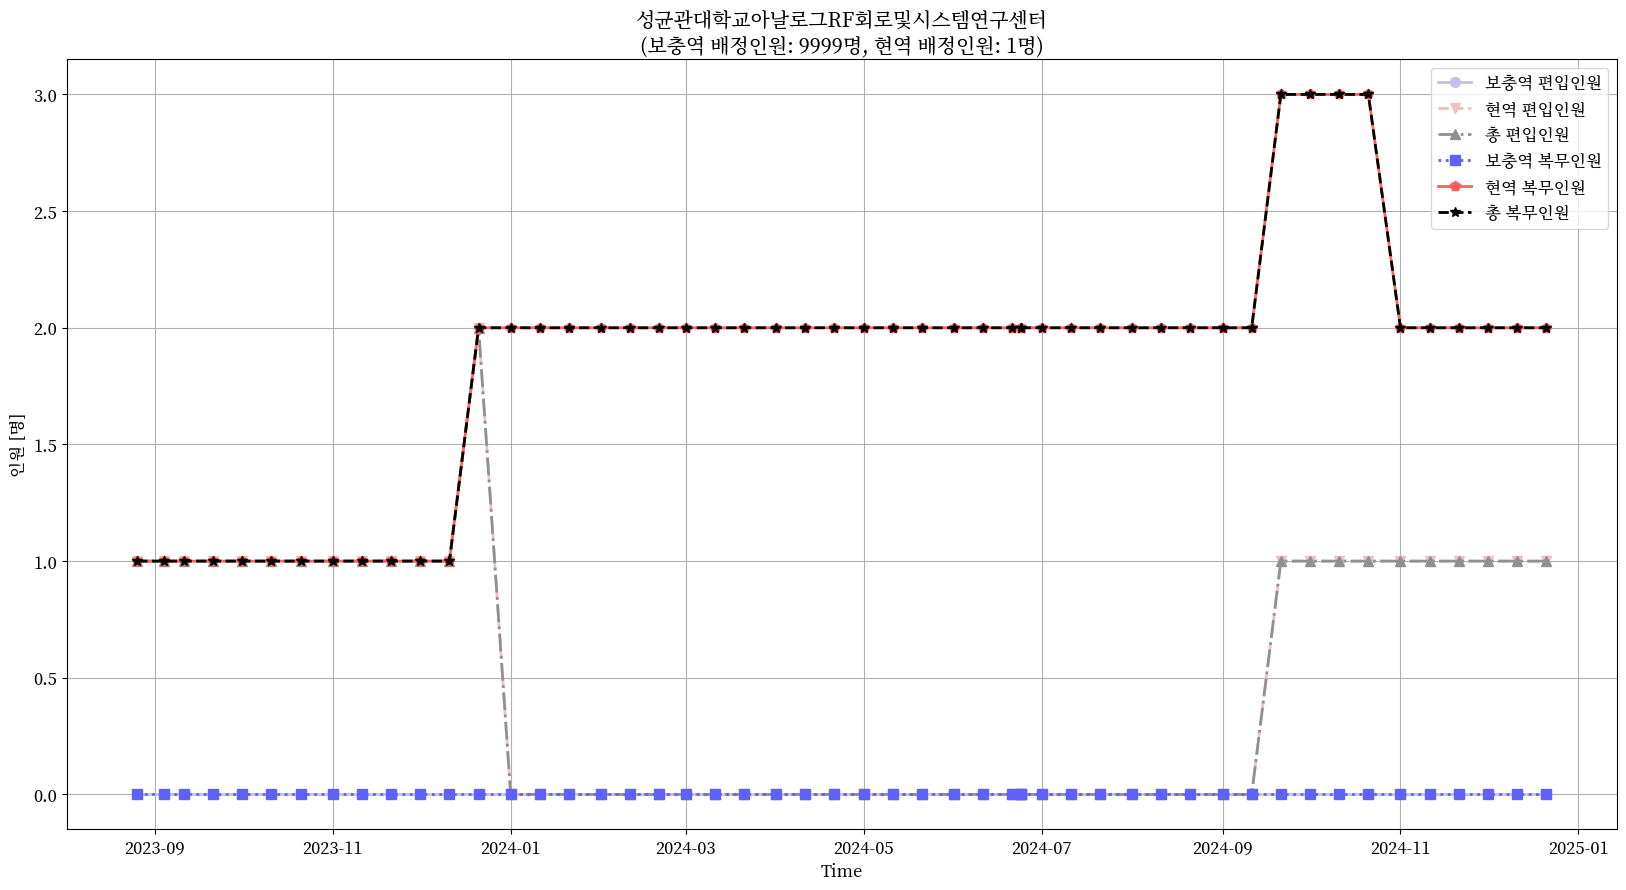 성균관대학교아날로그RF회로및시스템연구센터
(보충역 배정인원: 9999명, 현역 배정인원: 1명)
보충역 편입인원
현역 편입인원
총 편입인원
보충역 복무인원
현역 복무인원
총 복무인원
인원 [명]
3.0
2.5
2.0
1.5
1.0
0.5
0.0
2023-09
2023-11
2024-01
2024-03
2024-05
2024-07
2024-09
2024-11
2025-01
Time